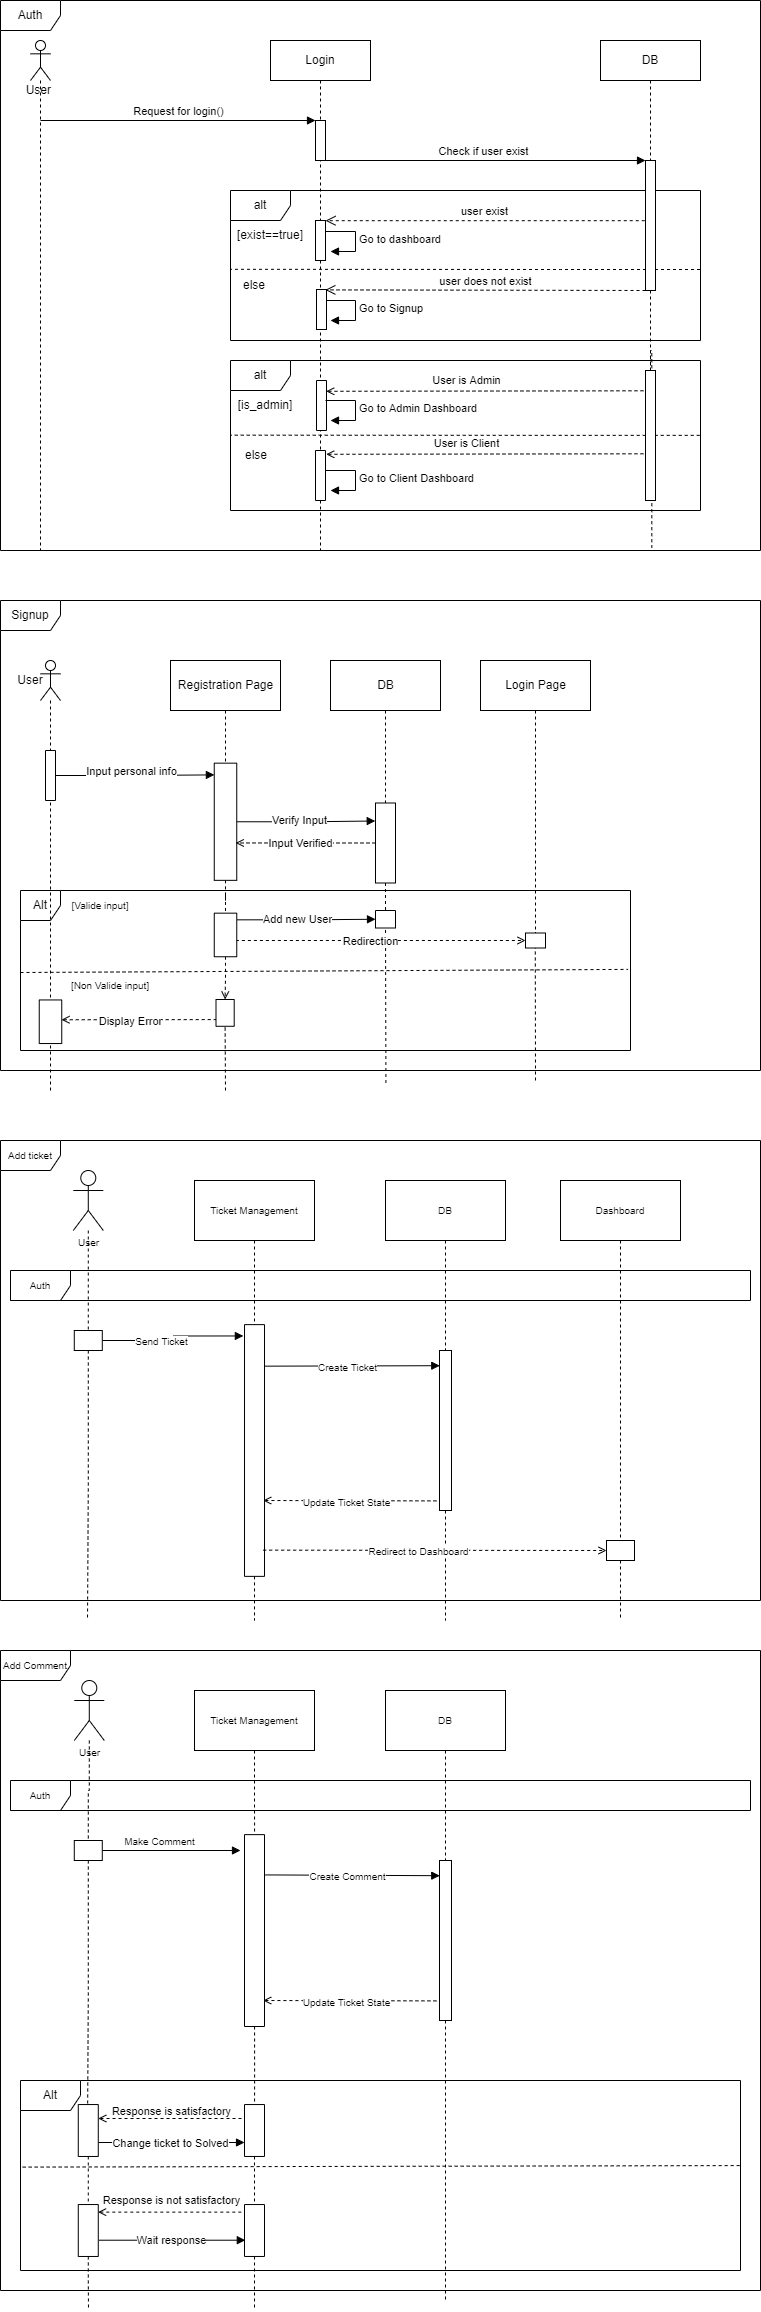 Auth
Login
DB
User
Request for login()
Check if user exist
alt
user exist
[exist==true]
Go to dashboard
else
user does not exist
Go to Signup
alt
User is Admin
[is_admin]
Go to Admin Dashboard
User is Client
else
Go to Client Dashboard
Signup
User
Registration Page
DB
Login Page
Input personal info
Verify Input
Input Verified
Alt
[Valide input]
Add new User
Redirection
[Non Valide input]
Display Error
Add ticket
Ticket Management
DB
Dashboard
User
Auth
Send Ticket
Create Ticket
Update Ticket State
Redirect to Dashboard
Add Comment
Ticket Management
DB
User
Auth
Make Comment
Create Comment
Update Ticket State
Alt
Response is satisfactory
Change ticket to Solved
Response is not satisfactory
Wait response